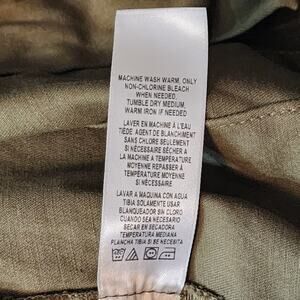 MACHINE WASH WARM, ONLY
NON-CHLORINE BLEACH
WHEN NEEDED,
TUMBLE DRY MEDIUM,
WARM IRON IF NEEDED
LAVER EN MACHINE À L'EAU
TIÈDE AGENT DE BLANCHIMENT
SANS CHLORE SEULEMENT
SI NÉCESSAIRE SÉCHER À
LA MACHINE A TEMPÉRATURE
MOYENNE REPASSER À
TEMPÉRATURE MOYENNE
SI NÉCESSAIRE
LAVAR A MAQUINA CON AGUA
TIBIA SOLAMENTE USAR
BLANQUEADOR SIN CLORO
CUANDO SEA NECESARIO
SECAR EN SECADORA
TEMPERATURA MEDIANA
PLANCHA TIBIA SI SE NECESITA